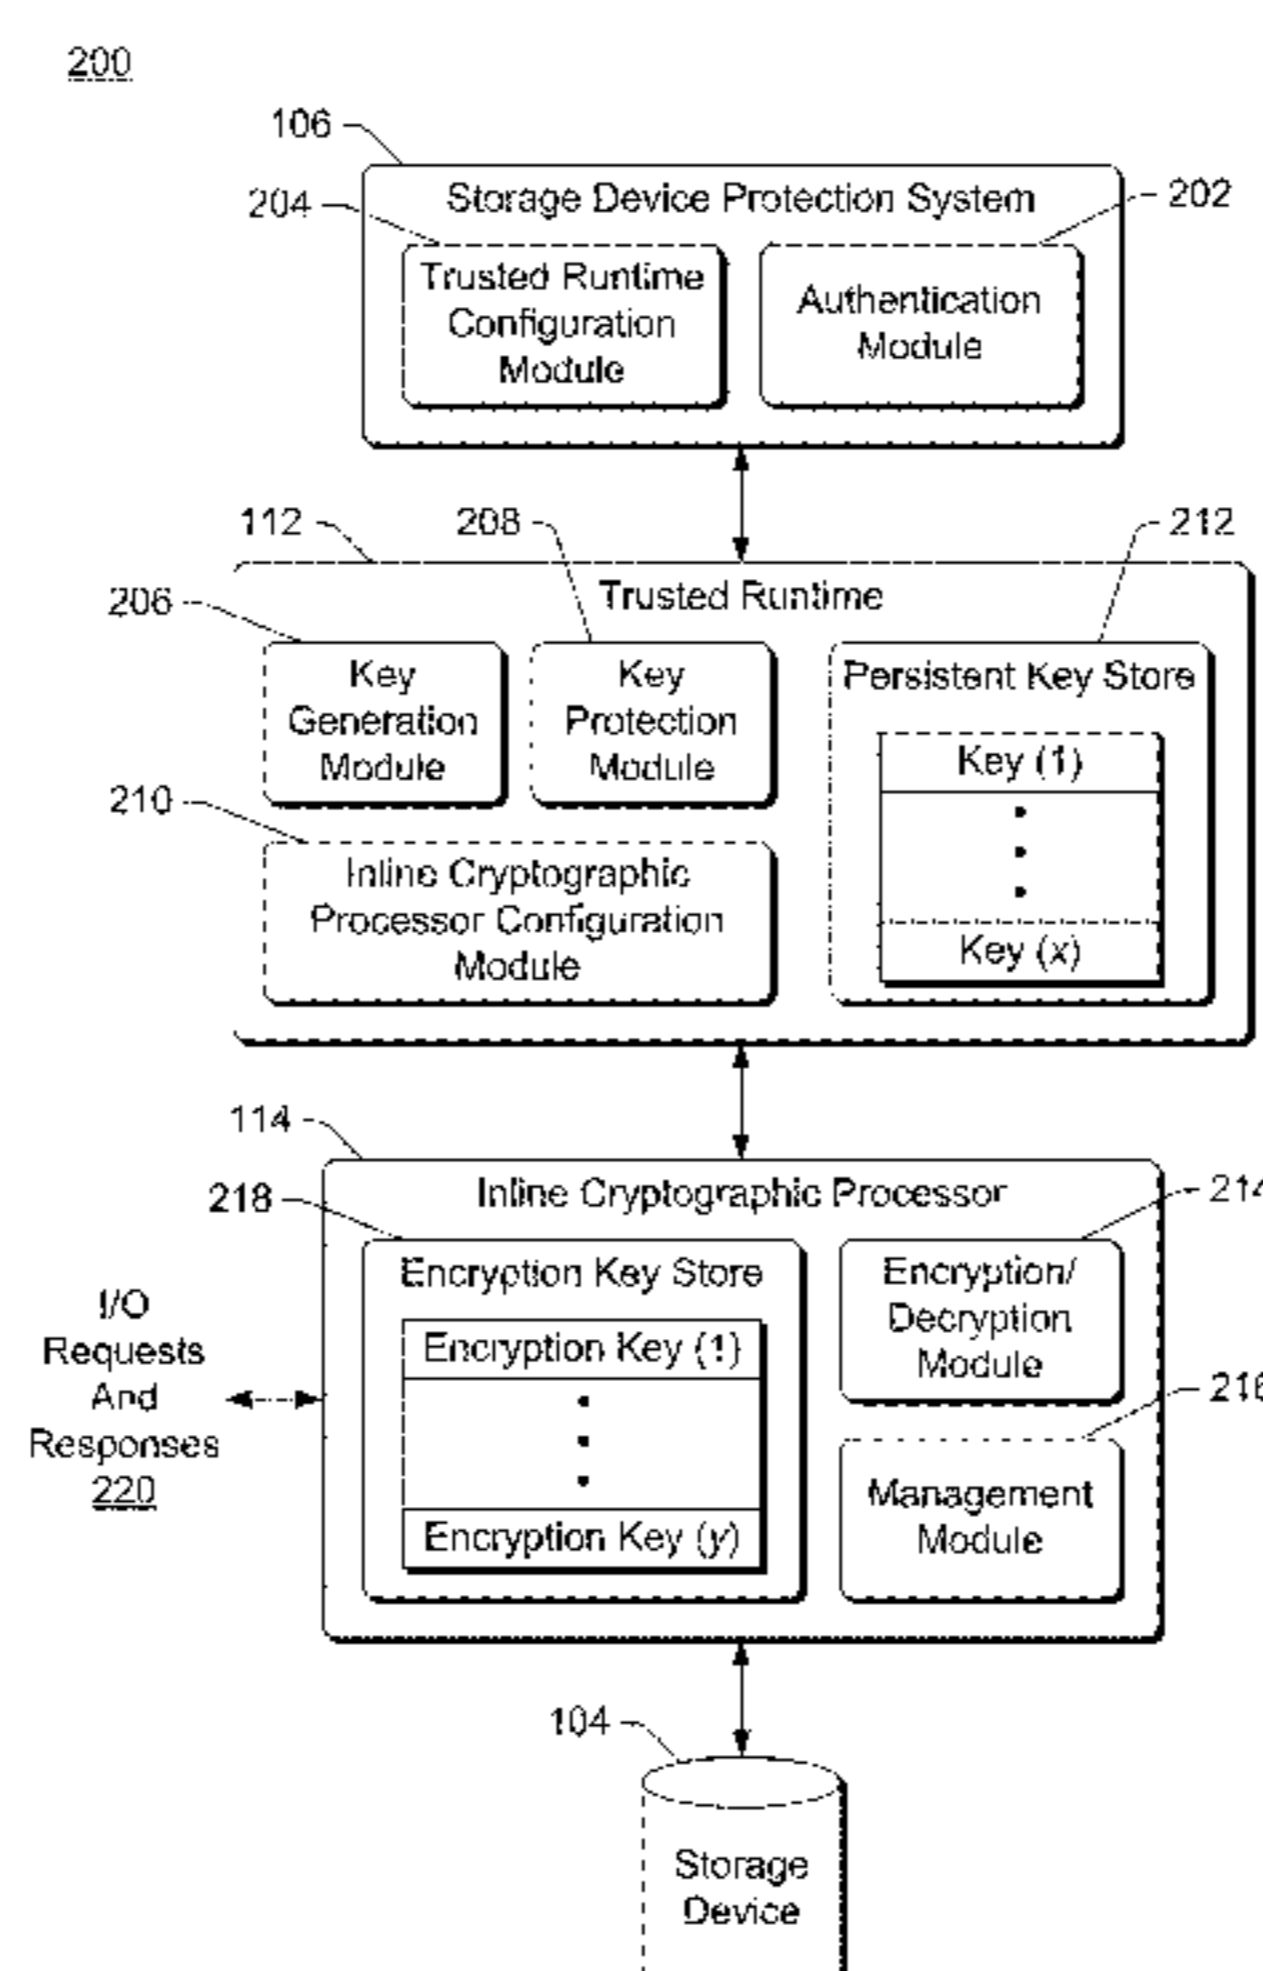 200
106
Storage Device Protection System
204
202
Trusted Runtime
Configuration
Module
Authentication
Module
112
208
212
206
Trusted Runtime
Key
Generation
Module
Key
Protection
Module
Persistent Key Store
Key (1)
Key (x)
210
Inline Cryptographic
Processor Configuration
Module
114
218
Inline Cryptographic Processor
214
Encryption Key Store
Encryption Key (1)
Encryption Key (y)
Encryption/
Decryption
Module
216
Management
Module
I/O
Requests
And
Responses
220
104
Storage
Device